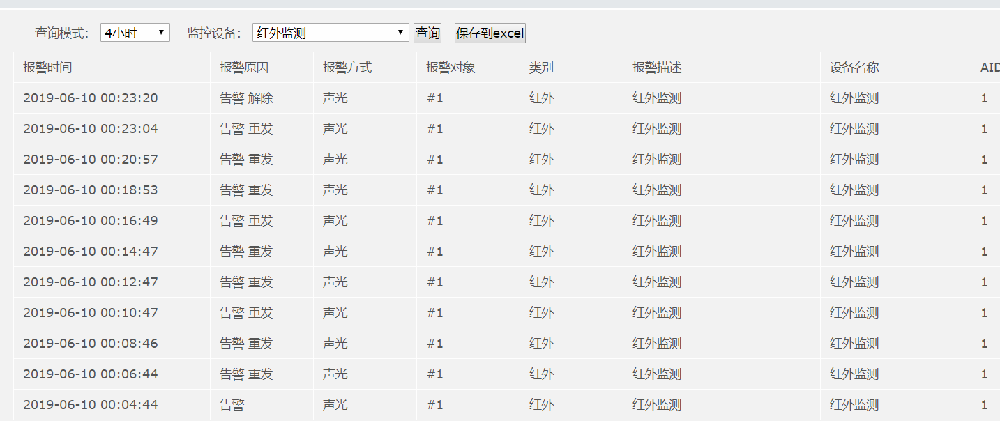 查询模式： 4小时 监控设备： 红外监测 查询 保存到excel
报警时间 报警原因 报警方式 报警对象 类别 报警描述 设备名称 AID
2019-06-10 00:23:20 告警 解除 声光 #1 红外 红外监测 红外监测 1
2019-06-10 00:23:04 告警 重发 声光 #1 红外 红外监测 红外监测 1
2019-06-10 00:20:57 告警 重发 声光 #1 红外 红外监测 红外监测 1
2019-06-10 00:18:53 告警 重发 声光 #1 红外 红外监测 红外监测 1
2019-06-10 00:16:49 告警 重发 声光 #1 红外 红外监测 红外监测 1
2019-06-10 00:14:47 告警 重发 声光 #1 红外 红外监测 红外监测 1
2019-06-10 00:12:47 告警 重发 声光 #1 红外 红外监测 红外监测 1
2019-06-10 00:10:47 告警 重发 声光 #1 红外 红外监测 红外监测 1
2019-06-10 00:08:46 告警 重发 声光 #1 红外 红外监测 红外监测 1
2019-06-10 00:06:44 告警 重发 声光 #1 红外 红外监测 红外监测 1
2019-06-10 00:04:44 告警 声光 #1 红外 红外监测 红外监测 1